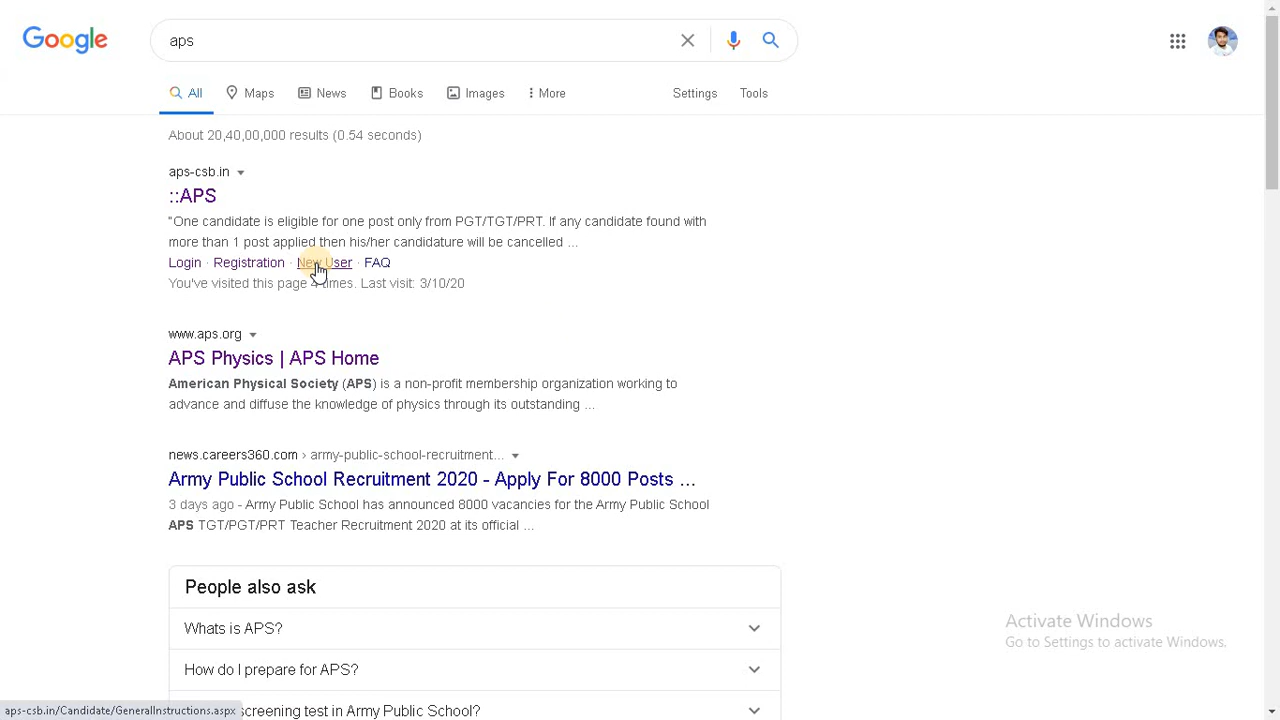 Google
aps
All
Maps
News
Books
Images
More
Settings
Tools
About 20,40,00,000 results (0.54 seconds)
aps-csb.in
::APS
"One candidate is eligible for one post only from PGT/TGT/PRT. If any candidate found with
more than 1 post applied then his/her candidature will be cancelled ...
Login · Registration · New User · FAQ
You've visited this page 4 times. Last visit: 3/10/20
www.aps.org
APS Physics | APS Home
American Physical Society (APS) is a non-profit membership organization working to
advance and diffuse the knowledge of physics through its outstanding ...
news.careers360.com › army-public-school-recruitment...
Army Public School Recruitment 2020 - Apply For 8000 Posts ...
3 days ago - Army Public School has announced 8000 vacancies for the Army Public School
APS TGT/PGT/PRT Teacher Recruitment 2020 at its official ...
People also ask
Whats is APS?
How do I prepare for APS?
screening test in Army Public School?
Activate Windows
Go to Settings to activate Windows.
aps-csb.in/Candidate/GeneralInstructions.aspx